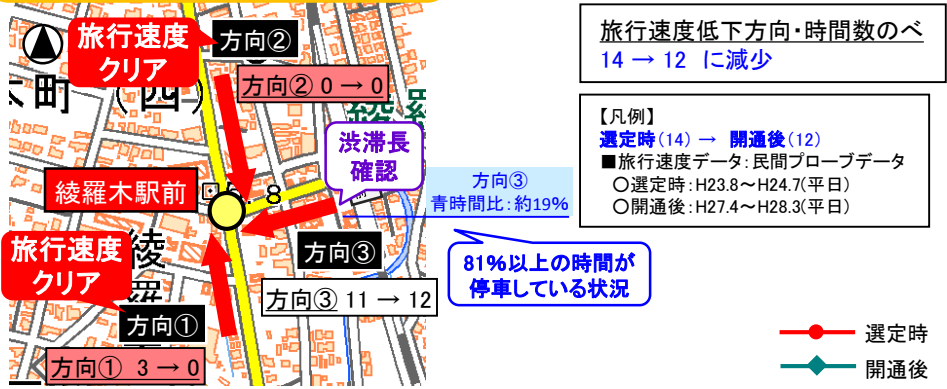 旅行速度
クリア
方向②
方向② 0 → 0
町
(四)
渋滞長
確認
綾羅木駅前
8
方向③
青時間比:約19%
旅行速度
クリア
綾
羅
方向③
方向③ 11 → 12
81%以上の時間が
停車している状況
方向①
方向① 3 → 0
旅行速度低下方向・時間数のべ
14 → 12 に減少
【凡例】
選定時(14) → 開通後(12)
■旅行速度データ:民間プローブデータ
○選定時:H23.8~H24.7(平日)
○開通後:H27.4~H28.3(平日)
選定時
開通後